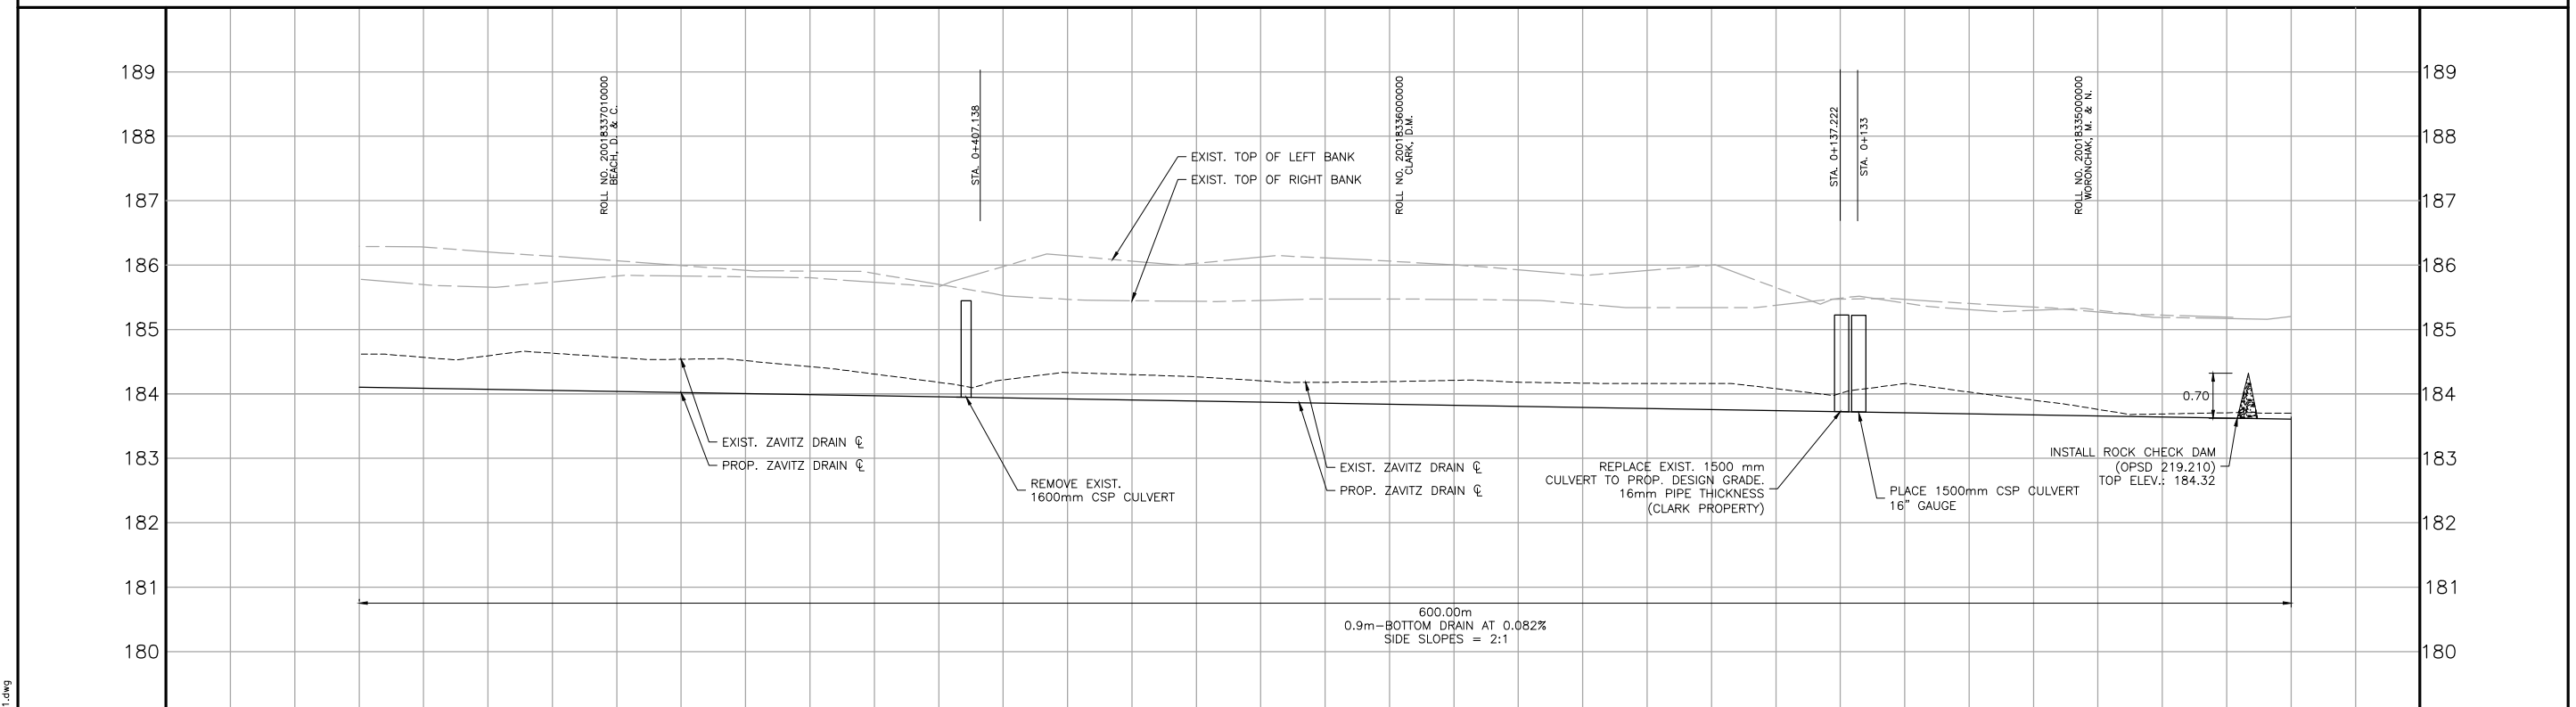 189
188
187
186
185
184
183
182
181
180
189
188
187
186
185
184
183
182
181
180
ROLL NO. 20018337010000
BEACH, D. & C.
STA. 0+407.138
ROLL NO. 20018336000000
CLARK, D.M.
STA. 0+137.222
STA. 0+133
ROLL NO. 20018335000000
WORONCHAK, M. & N.
EXIST. TOP OF LEFT BANK
EXIST. TOP OF RIGHT BANK
EXIST. ZAVITZ DRAIN ℄
PROP. ZAVITZ DRAIN ℄
REMOVE EXIST.
1600mm CSP CULVERT
EXIST. ZAVITZ DRAIN ℄
PROP. ZAVITZ DRAIN ℄
REPLACE EXIST. 1500 mm
CULVERT TO PROP. DESIGN GRADE.
16mm PIPE THICKNESS
(CLARK PROPERTY)
PLACE 1500mm CSP CULVERT
16" GAUGE
0.70
INSTALL ROCK CHECK DAM
(OPSD 219.210)
TOP ELEV.: 184.32
600.00m
0.9m-BOTTOM DRAIN AT 0.082%
SIDE SLOPES = 2:1
1.dwg